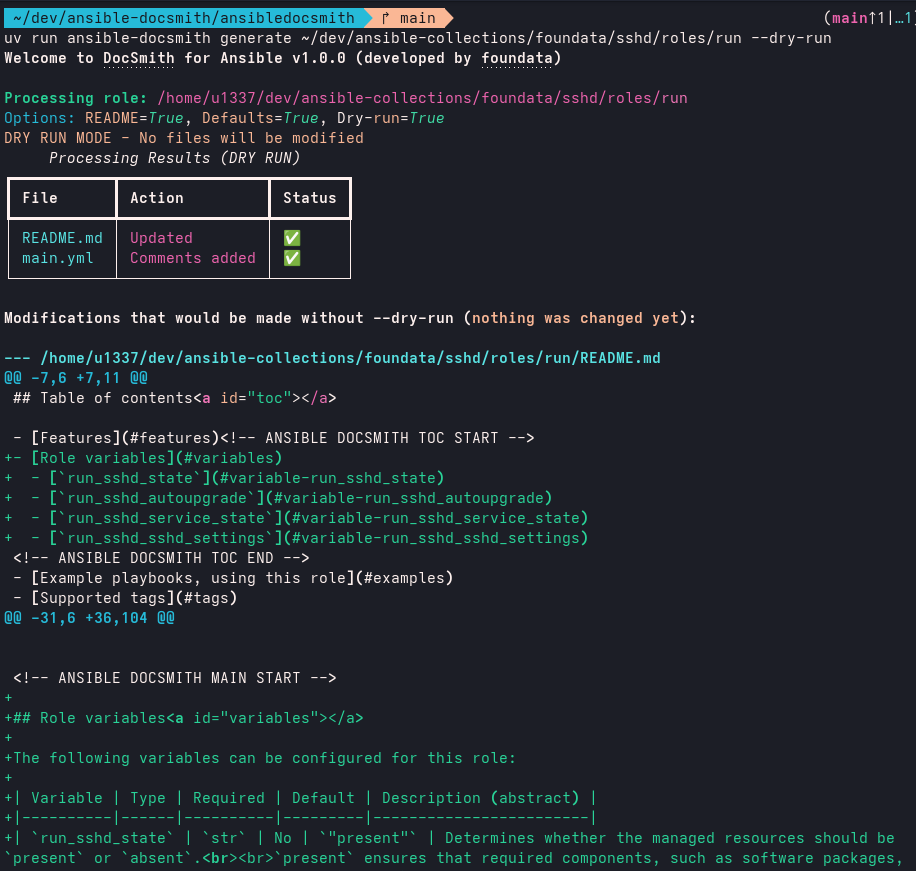 ~/dev/ansible-docsmith/ansibledocsmith ↱ main (main↑1|…1)
uv run ansible-docsmith generate ~/dev/ansible-collections/foundata/sshd/roles/run --dry-run
Welcome to DocSmith for Ansible v1.0.0 (developed by foundata)
Processing role: /home/u1337/dev/ansible-collections/foundata/sshd/roles/run
Options: README=True, Defaults=True, Dry-run=True
DRY RUN MODE - No files will be modified
Processing Results (DRY RUN)
File Action Status
README.md Updated ✅
main.yml Comments added ✅
Modifications that would be made without --dry-run (nothing was changed yet):
--- /home/u1337/dev/ansible-collections/foundata/sshd/roles/run/README.md
@@ -7,6 +7,11 @@
## Table of contents<a id="toc"></a>
- [Features](#features)<!-- ANSIBLE DOCSMITH TOC START -->
+- [Role variables](#variables)
+  - [`run_sshd_state`](#variable-run_sshd_state)
+  - [`run_sshd_autoupgrade`](#variable-run_sshd_autoupgrade)
+  - [`run_sshd_service_state`](#variable-run_sshd_service_state)
+  - [`run_sshd_sshd_settings`](#variable-run_sshd_sshd_settings)
<!-- ANSIBLE DOCSMITH TOC END -->
- [Example playbooks, using this role](#examples)
- [Supported tags](#tags)
@@ -31,6 +36,104 @@
<!-- ANSIBLE DOCSMITH MAIN START -->
+
+## Role variables<a id="variables"></a>
+
+The following variables can be configured for this role:
+
+| Variable | Type | Required | Default | Description (abstract) |
+|----------|------|----------|---------|------------------------|
+| `run_sshd_state` | `str` | No | `"present"` | Determines whether the managed resources should be
`present` or `absent`.<br><br>`present` ensures that required components, such as software packages,